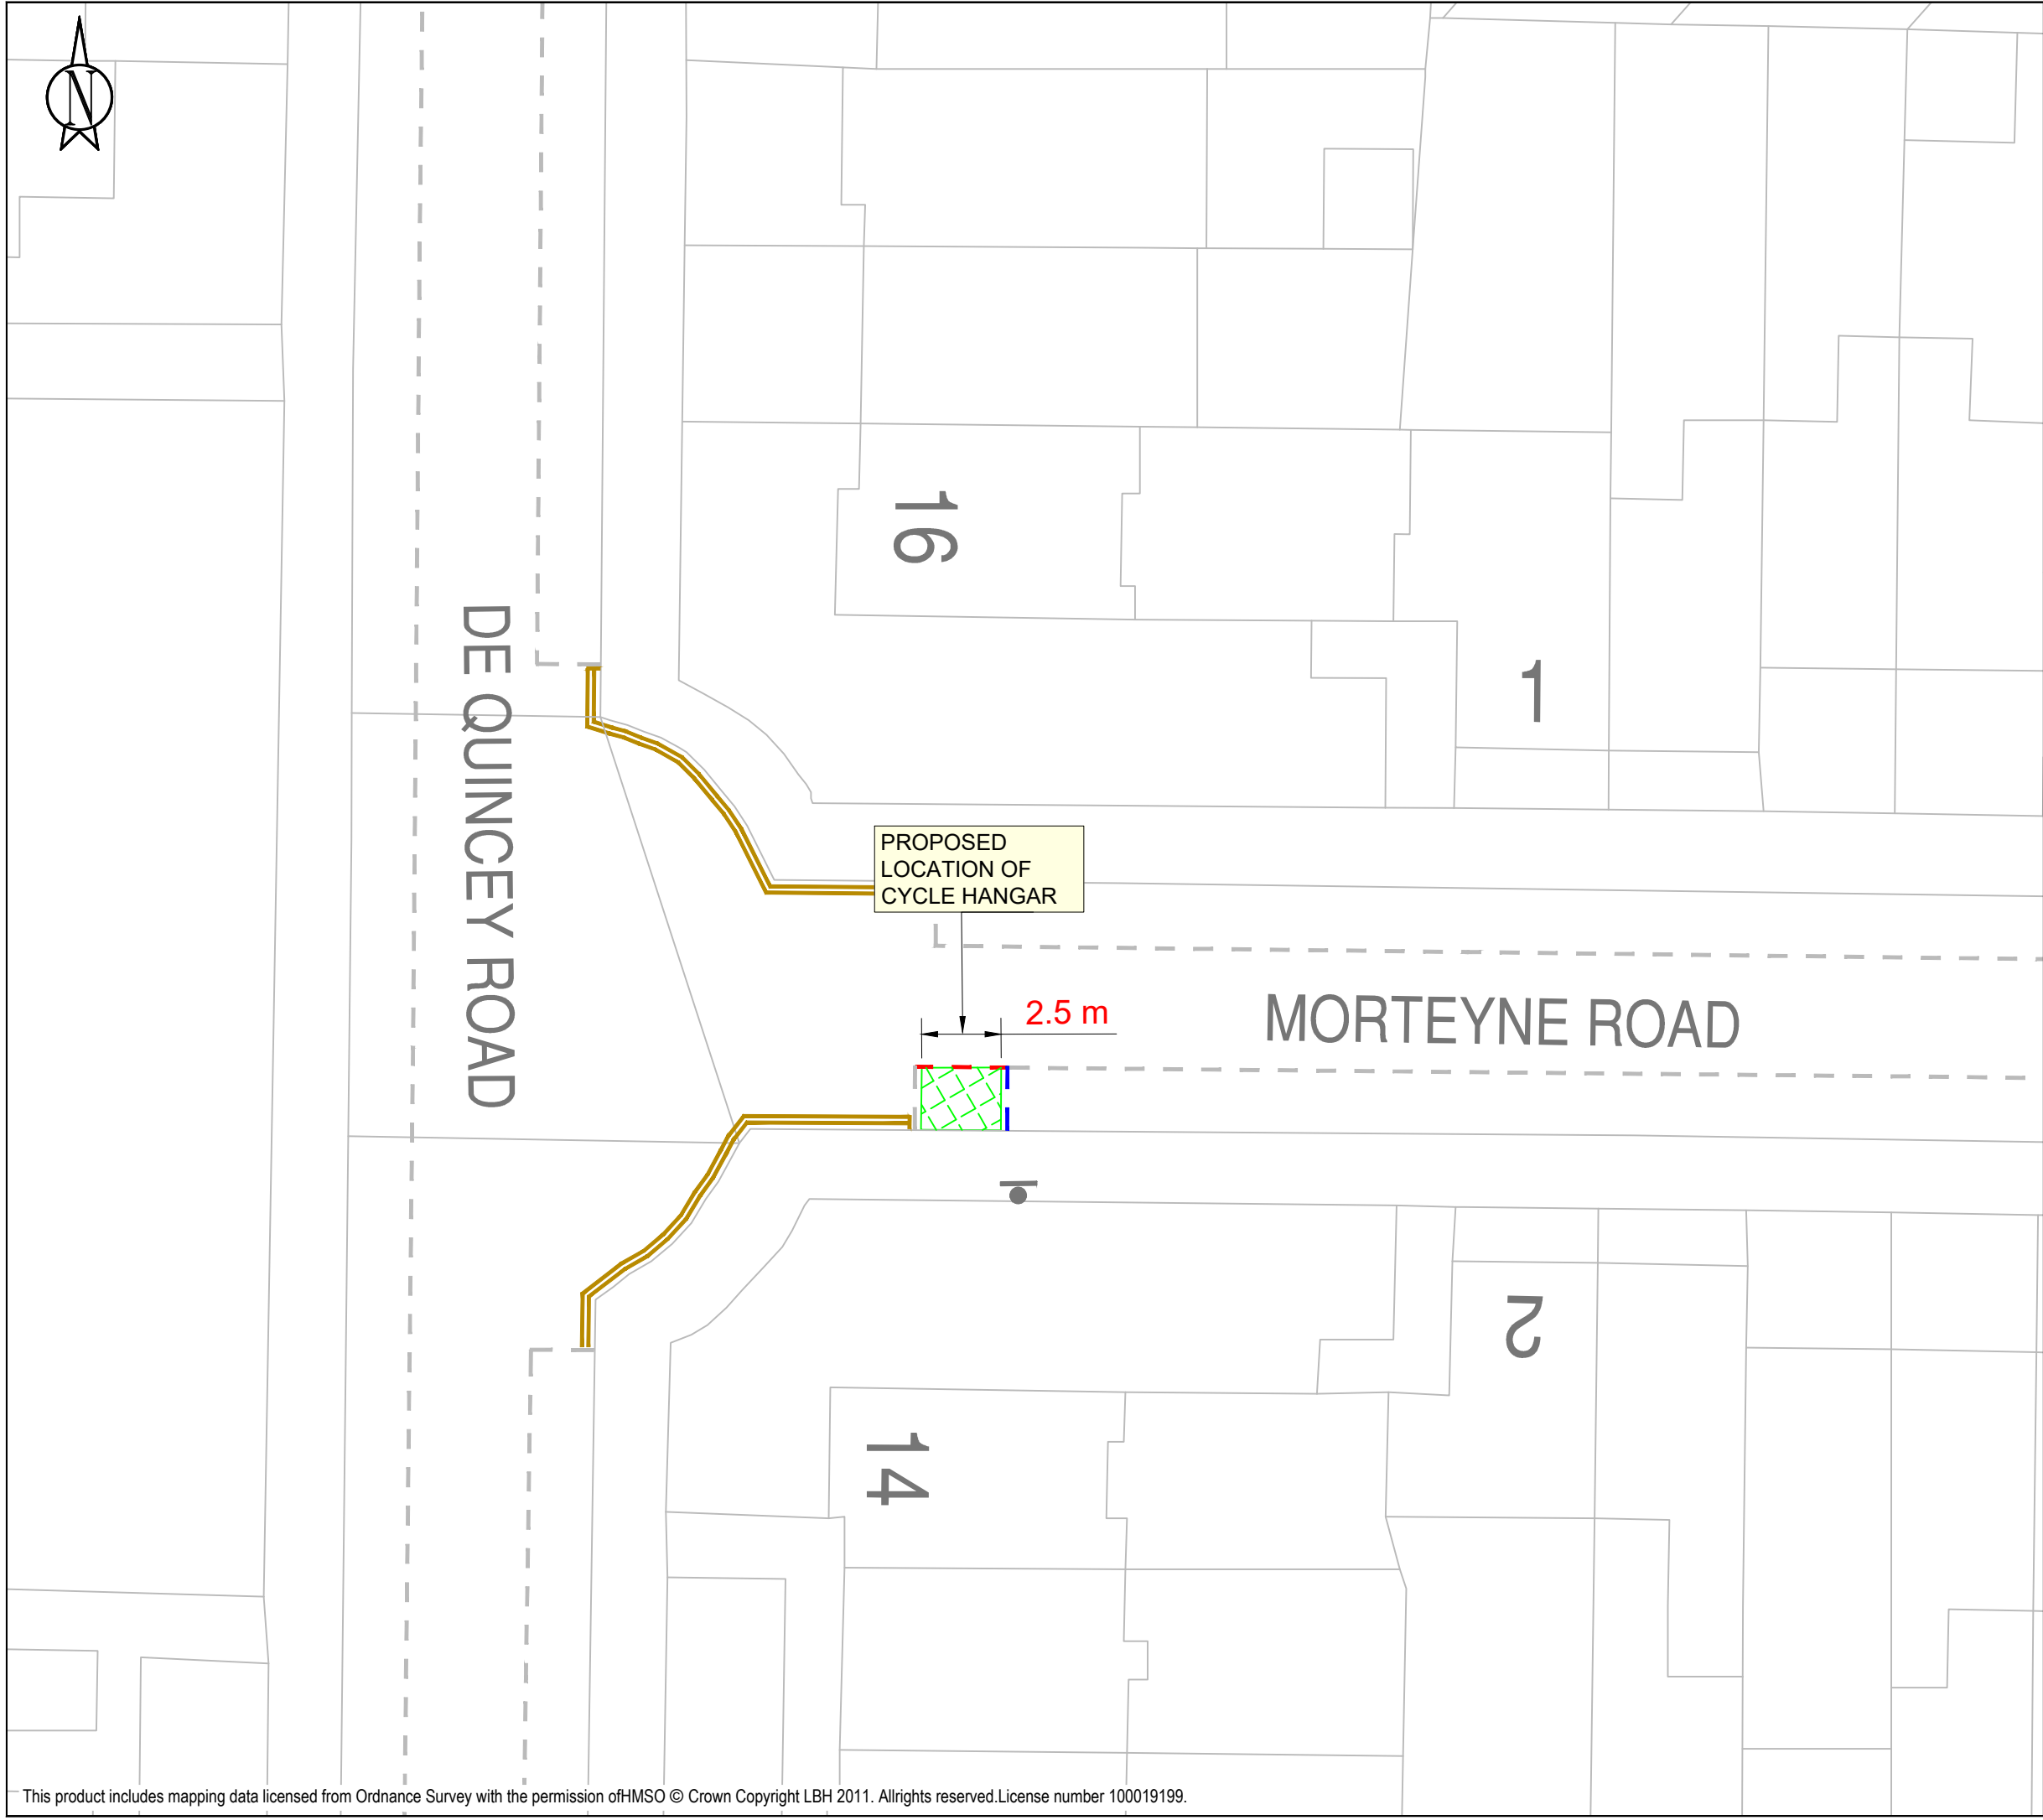 N
16
1
DE QUINCEY ROAD
PROPOSED
LOCATION OF
CYCLE HANGAR
2.5 m
MORTEYNE ROAD
2
14
This product includes mapping data licensed from Ordnance Survey with the permission ofHMSO © Crown Copyright LBH 2011. Allrights reserved.License number 100019199.